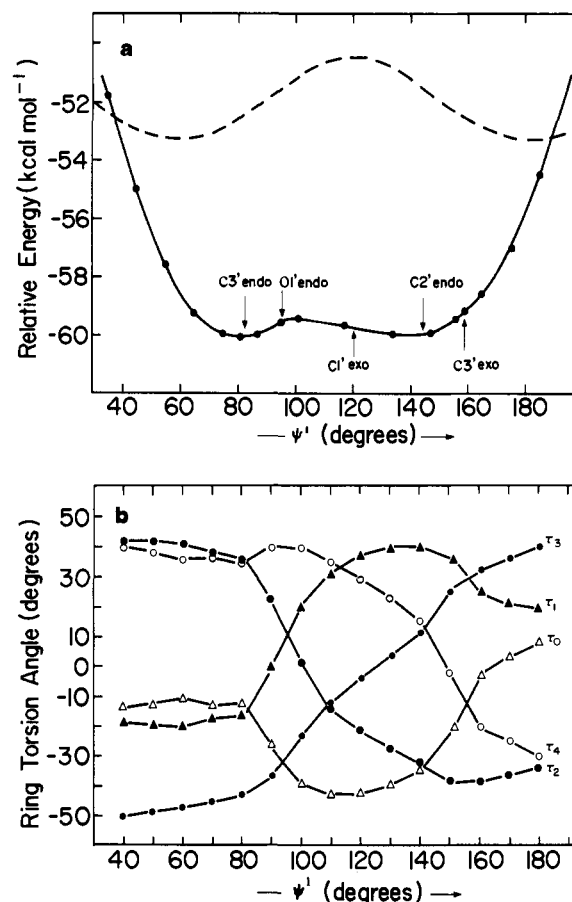 a
Relative Energy (kcal mol⁻¹)
-52
-54
-56
-58
-60
C3' endo
O1' endo
C2' endo
C1' exo
C3' exo
40 60 80 100 120 140 160 180
— ψ' (degrees) →
b
Ring Torsion Angle (degrees)
50
30
10
0
-10
-30
-50
τ3
τ1
τ0
τ4
τ2
40 60 80 100 120 140 160 180
— ψ' (degrees) →